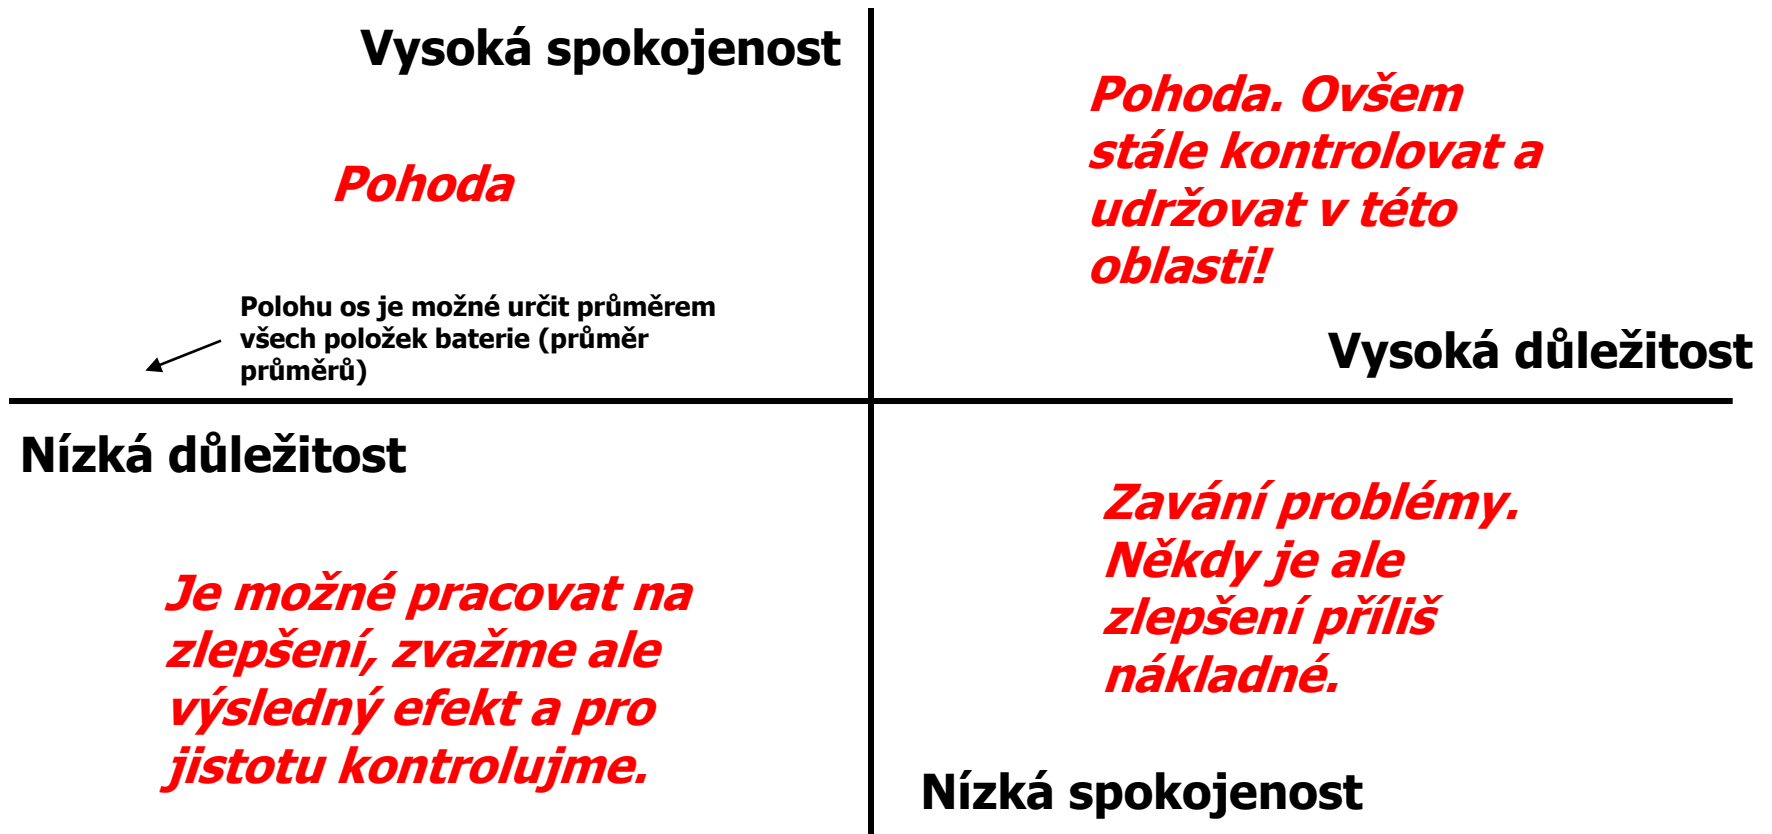 Vysoká spokojenost
Pohoda
Polohu os je možné určit průměrem
všech položek baterie (průměr
průměrů)
Pohoda. Ovšem
stále kontrolovat a
udržovat v této
oblasti!
Vysoká důležitost
Nízká důležitost
Je možné pracovat na
zlepšení, zvažme ale
výsledný efekt a pro
jistotu kontrolujme.
Zavání problémy.
Někdy je ale
zlepšení příliš
nákladné.
Nízká spokojenost